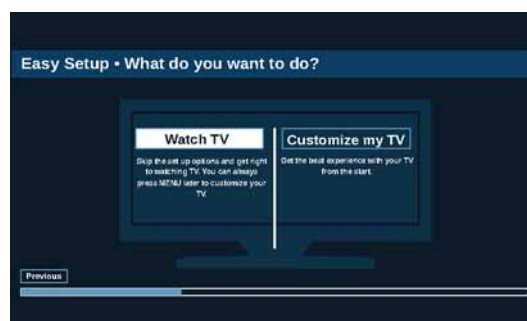 Easy Setup • What do you want to do?
Watch TV
Skip the set up options and get right
to watching TV. You can always
press MENU later to customize your
TV.
Customize my TV
Get the best experience with your TV
from the start.
Previous